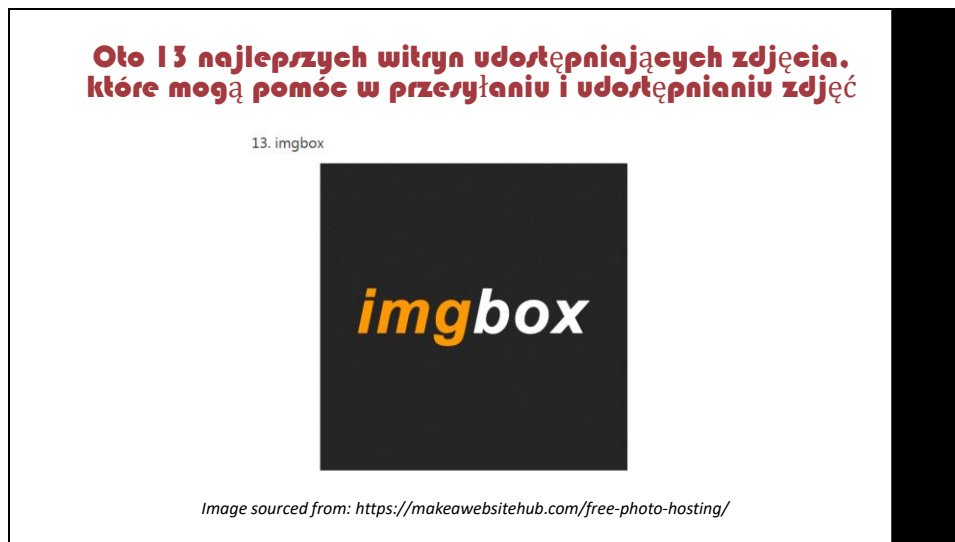 Oto 13 najlepszych witryn udostępniających zdjęcia,
które mogą pomóc w przesyłaniu i udostępnianiu zdjęć
13. imgbox
imgbox
Image sourced from: https://makeawebsitehub.com/free-photo-hosting/